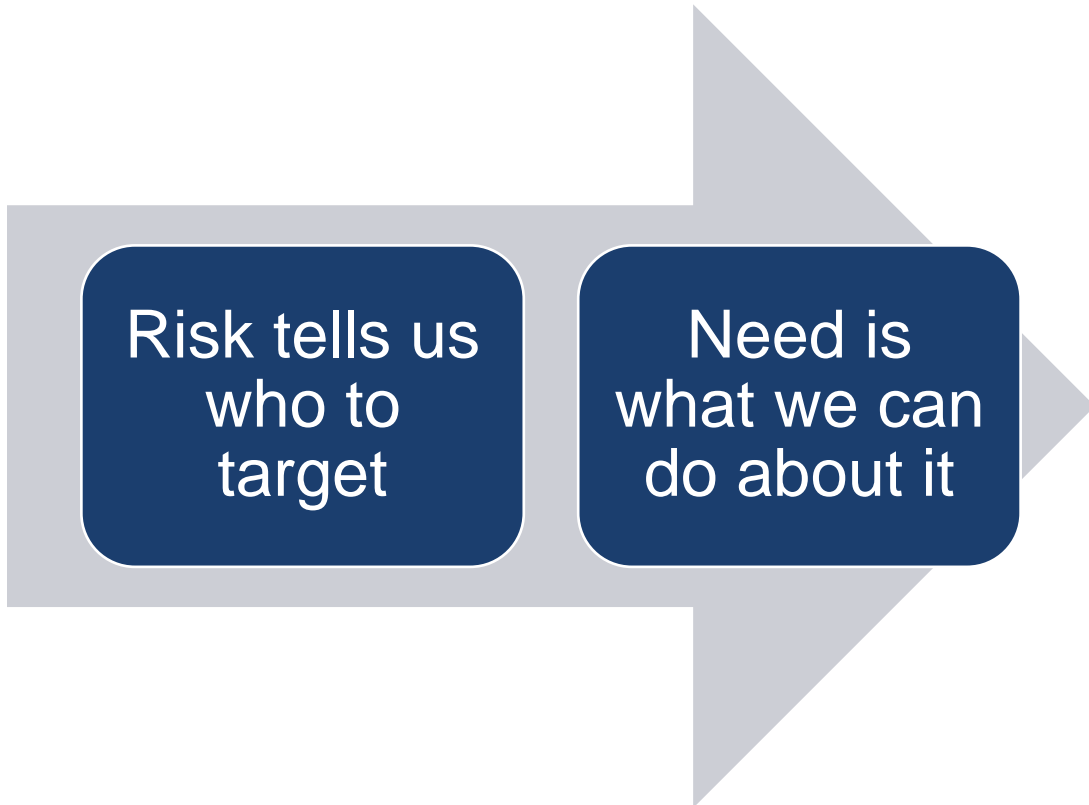 Risk tells us
who to
target
Need is
what we can
do about it